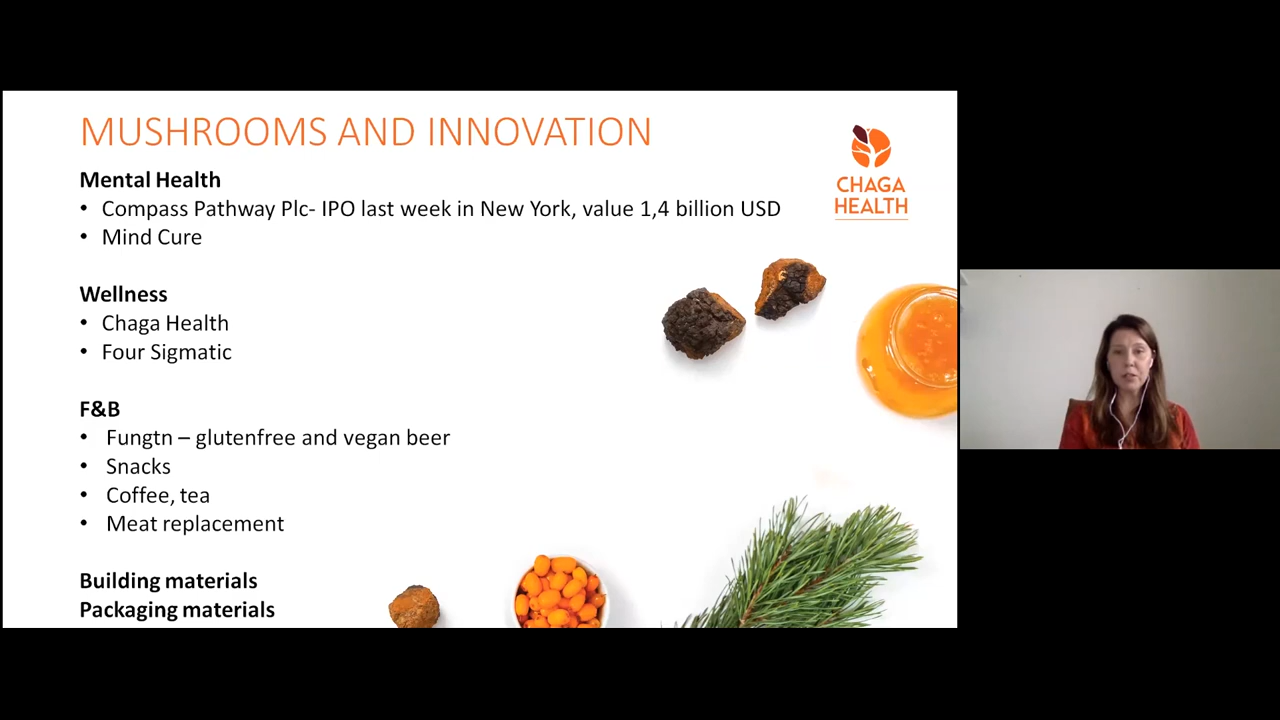 MUSHROOMS AND INNOVATION
CHAGA
HEALTH
Mental Health
• Compass Pathway Plc- IPO last week in New York, value 1,4 billion USD
• Mind Cure
Wellness
• Chaga Health
• Four Sigmatic
F&B
• Fungtn – glutenfree and vegan beer
• Snacks
• Coffee, tea
• Meat replacement
Building materials
Packaging materials